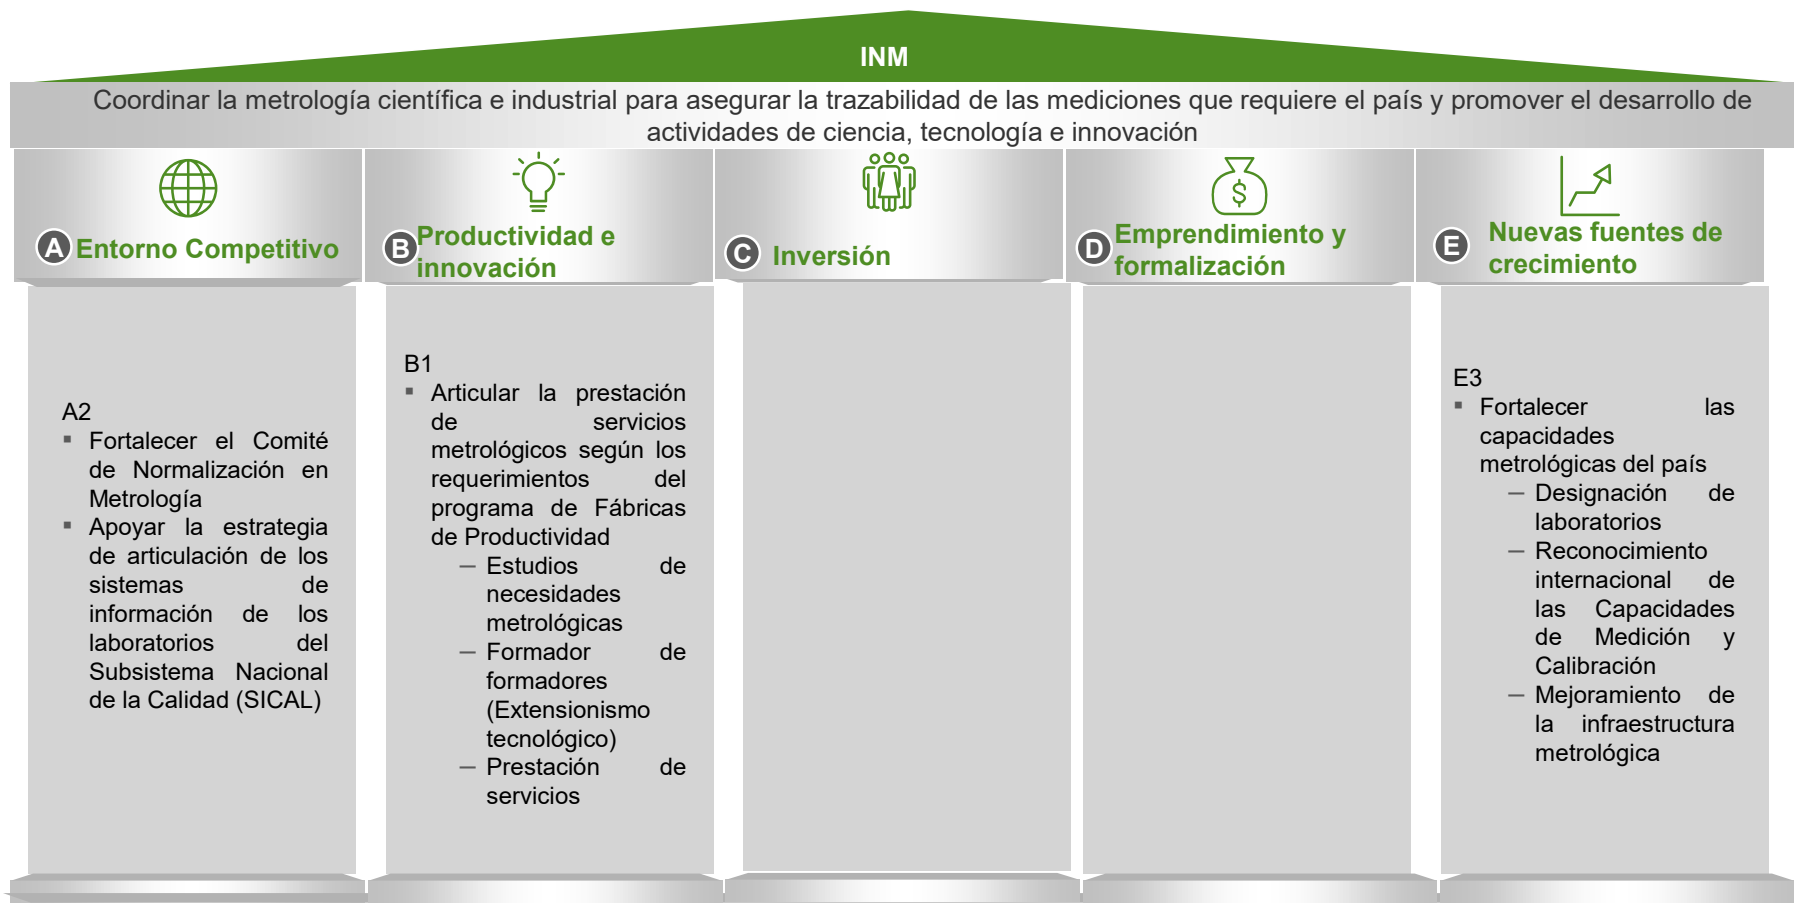 INM
Coordinar la metrología científica e industrial para asegurar la trazabilidad de las mediciones que requiere el país y promover el desarrollo de
actividades de ciencia, tecnología e innovación
A Entorno Competitivo
B Productividad e
innovación
C Inversión
D Emprendimiento y
formalización
E Nuevas fuentes de
crecimiento
A2
▪ Fortalecer el Comité
de Normalización en
Metrología
▪ Apoyar la estrategia
de articulación de los
sistemas de
información de los
laboratorios del
Subsistema Nacional
de la Calidad (SICAL)
B1
▪ Articular la prestación
de servicios
metrológicos según los
requerimientos del
programa de Fábricas
de Productividad
– Estudios de
necesidades
metrológicas
– Formador de
formadores
(Extensionismo
tecnológico)
– Prestación de
servicios
E3
▪ Fortalecer las
capacidades
metrológicas del país
– Designación de
laboratorios
– Reconocimiento
internacional de
las Capacidades
de Medición y
Calibración
– Mejoramiento de
la infraestructura
metrológica